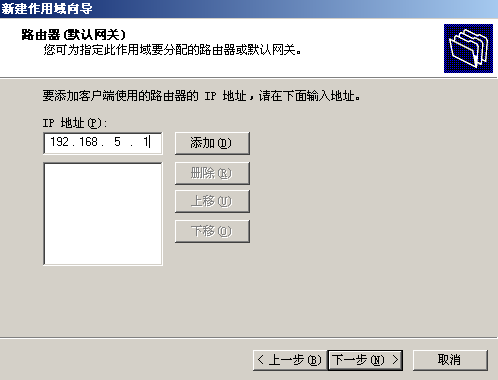 新建作用域向导
路由器(默认网关)
您可为指定此作用域要分配的路由器或默认网关。
要添加客户端使用的路由器的 IP 地址，请在下面输入地址。
IP 地址(P):
192.168. 5 . 1
添加(D)
删除(R)
上移(U)
下移(O)
< 上一步(B)
下一步(N) >
取消